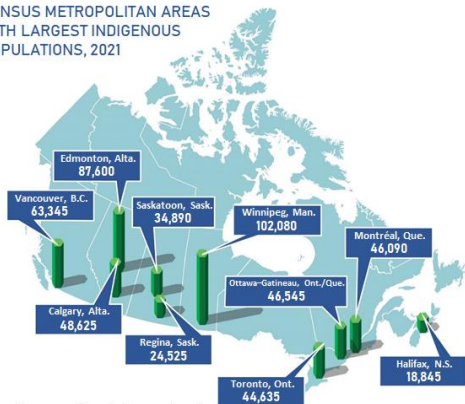 NSUS METROPOLITAN AREAS
TH LARGEST INDIGENOUS
PULATIONS, 2021
Edmonton, Alta.
87,600
Vancouver, B.C.
63,345
Saskatoon, Sask.
34,890
Winnipeg, Man.
102,080
Montréal, Que.
46,090
Ottawa-Gatineau, Ont./Que.
46,545
Calgary, Alta.
48,625
Regina, Sask.
24,525
Halifax, N.S.
18,845
Toronto, Ont.
44,635